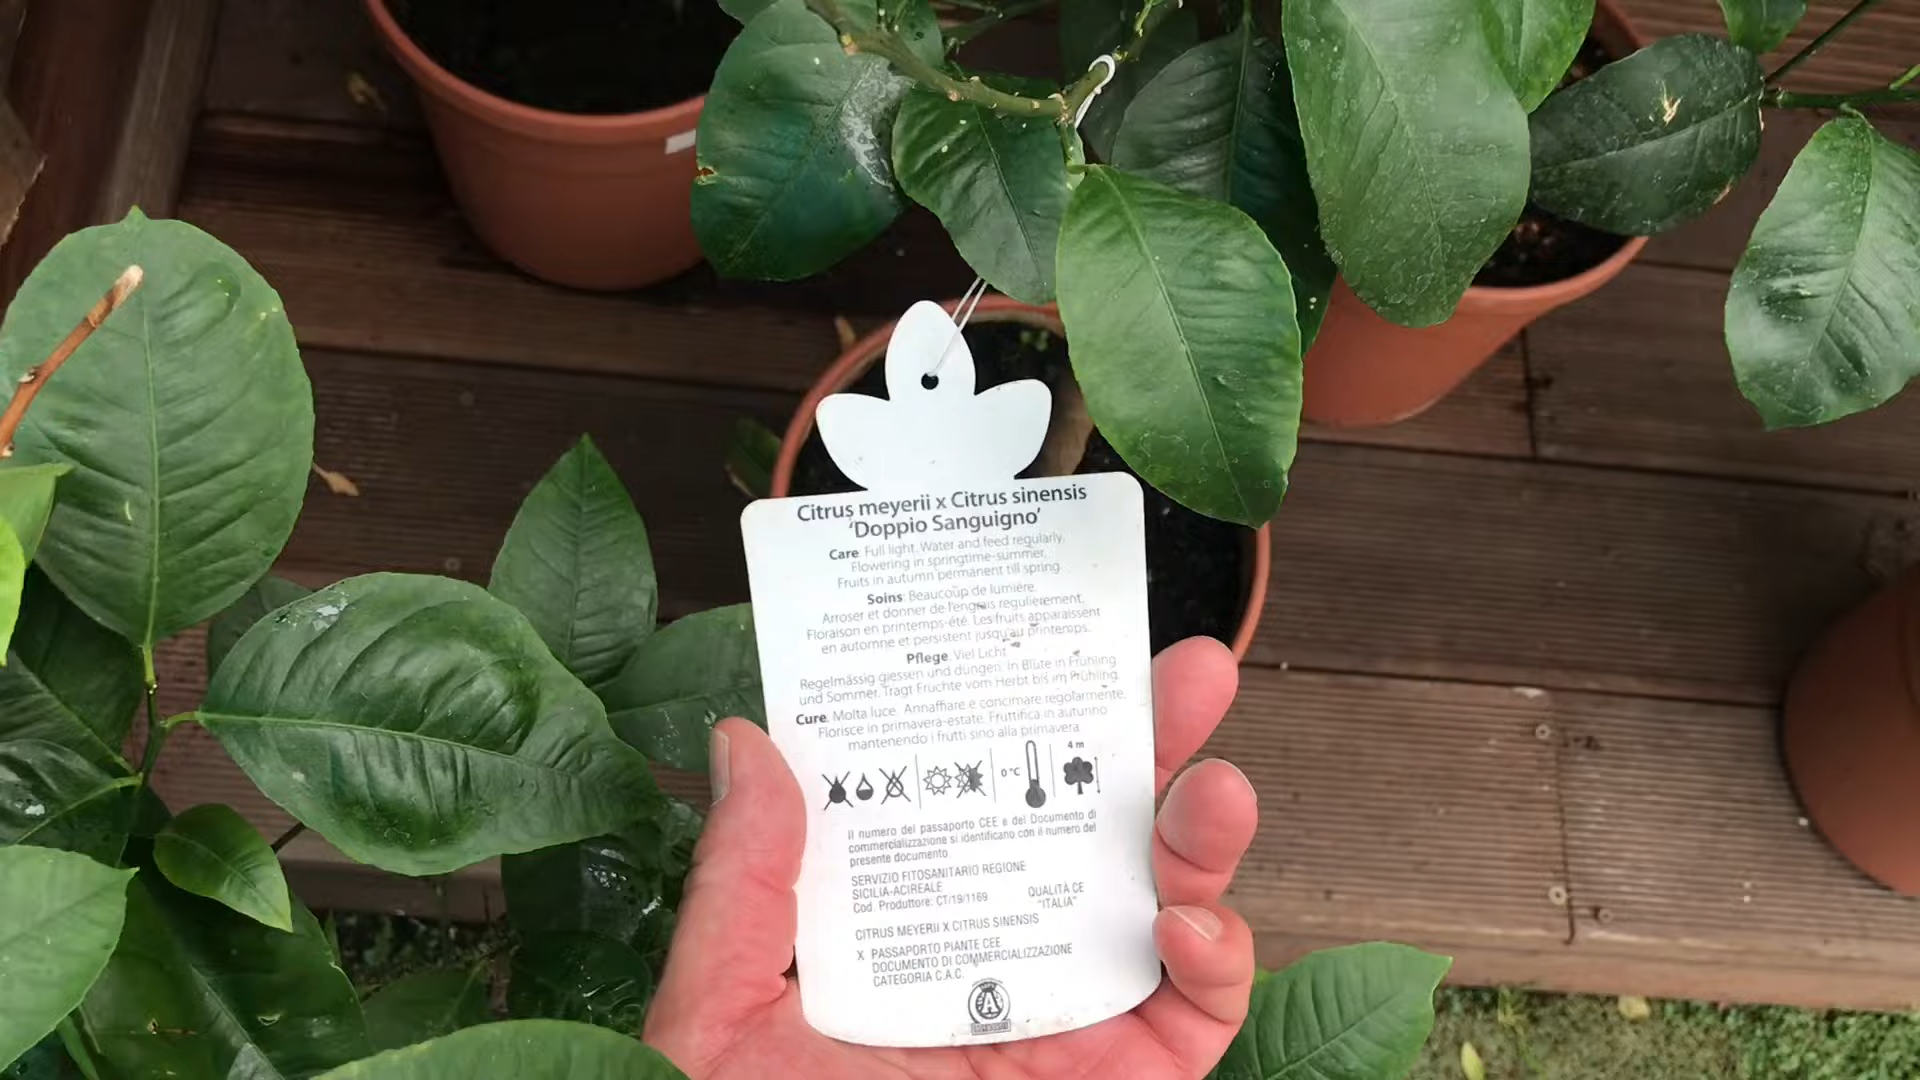 Citrus meyerii x Citrus sinensis
'Doppio Sanguigno'
Care: Full light. Water and feed regularly.
Flowering in springtime-summer.
Fruits in autumn permanent till spring.
Soins: Beaucoup de lumière.
Arroser et donner de l'engrais regulierement.
Floraison en printemps-été. Les fruits apparaissent
en automne et persistent jusqu'au printemps.
Pflege: Viel Licht
Regelmässig giessen und düngen. In Blüte in Frühling
und Sommer. Tragt Früchte vom Herbt bis im Prühling.
Cure: Molta luce. Annaffiare e concimare regolarmente.
Florisce in primavera-estate. Fruttifica in autunno
mantenendo i frutti sino alla primavera
4 m
0 °C
Il numero del passaporto CEE e del Documento di
commercializzazione si identificano con il numero del
presente documento
SERVIZIO FITOSANITARIO REGIONE
SICILIA-ACIREALE
Cod. Produttore: CT/19/1169
QUALITÀ CE
"ITALIA"
CITRUS MEYERII X CITRUS SINENSIS
X PASSAPORTO PIANTE CEE
DOCUMENTO DI COMMERCIALIZZAZIONE
CATEGORIA C.A.C.
A